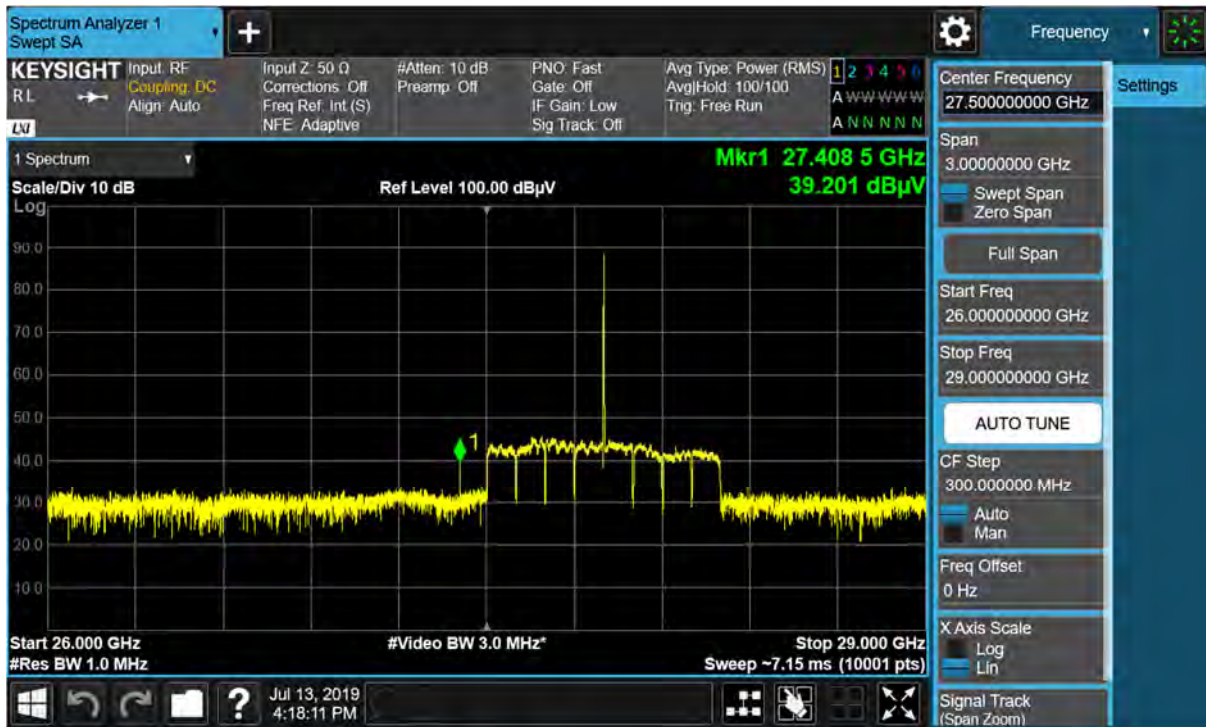 Spectrum Analyzer 1
Swept SA
+
Frequency
KEYSIGHT
RL
LXI
Input: RF
Coupling: DC
Align: Auto
Input Z: 50 Ω
Corrections: Off
Freq Ref: Int (S)
NFE: Adaptive
#Atten: 10 dB
Preamp: Off
PNO: Fast
Gate: Off
IF Gain: Low
Sig Track: Off
Avg Type: Power (RMS)
Avg|Hold: 100/100
Trig: Free Run
1 2 3 4 5 6
A W W W W W
A N N N N N
1 Spectrum
Mkr1 27.408 5 GHz
39.201 dBµV
Scale/Div 10 dB
Ref Level 100.00 dBµV
Log
90.0
80.0
70.0
60.0
50.0
40.0
30.0
20.0
10.0
1
Start 26.000 GHz
#Video BW 3.0 MHz*
Stop 29.000 GHz
#Res BW 1.0 MHz
Sweep ~7.15 ms (10001 pts)
?
Jul 13, 2019
4:18:11 PM
Center Frequency
27.500000000 GHz
Settings
Span
3.00000000 GHz
Swept Span
Zero Span
Full Span
Start Freq
26.000000000 GHz
Stop Freq
29.000000000 GHz
AUTO TUNE
CF Step
300.000000 MHz
Auto
Man
Freq Offset
0 Hz
X Axis Scale
Log
Lin
Signal Track
(Span Zoom)